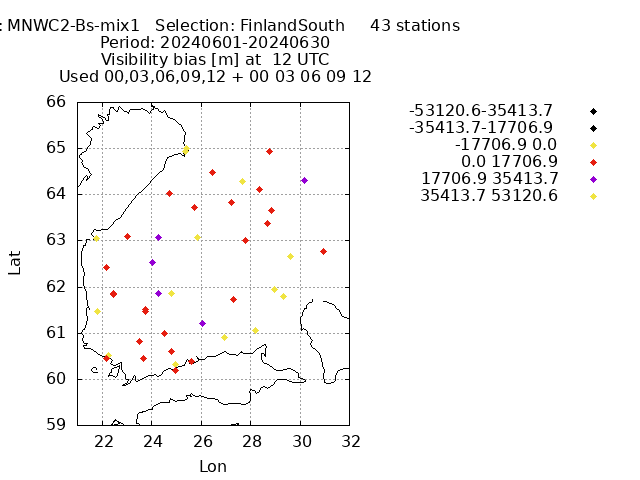 : MNWC2-Bs-mix1   Selection: FinlandSouth     43 stations
Period: 20240601-20240630
Visibility bias [m] at  12 UTC
Used 00,03,06,09,12 + 00 03 06 09 12
-53120.6-35413.7
-35413.7-17706.9
-17706.9 0.0
0.0 17706.9
17706.9 35413.7
35413.7 53120.6
66
65
64
63
62
61
60
59
Lat
22 24 26 28 30 32
Lon